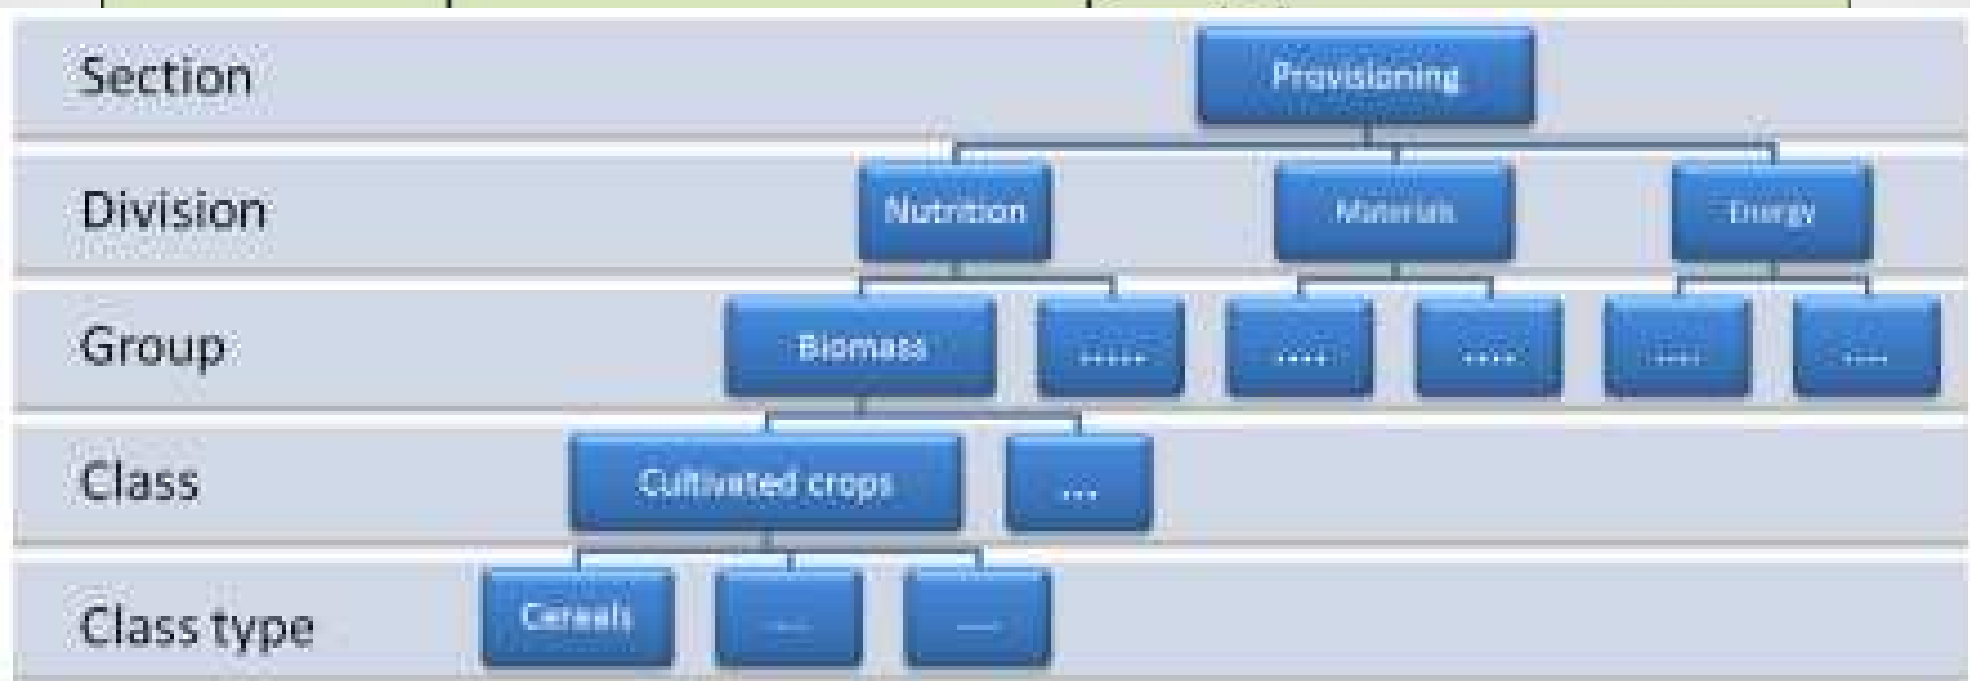 Section
Provisioning
Division
Nutrition
Materials
Energy
Group
Biomass
.....
....
....
....
....
Class
Cultivated crops
...
Class type
Cereals
....
....